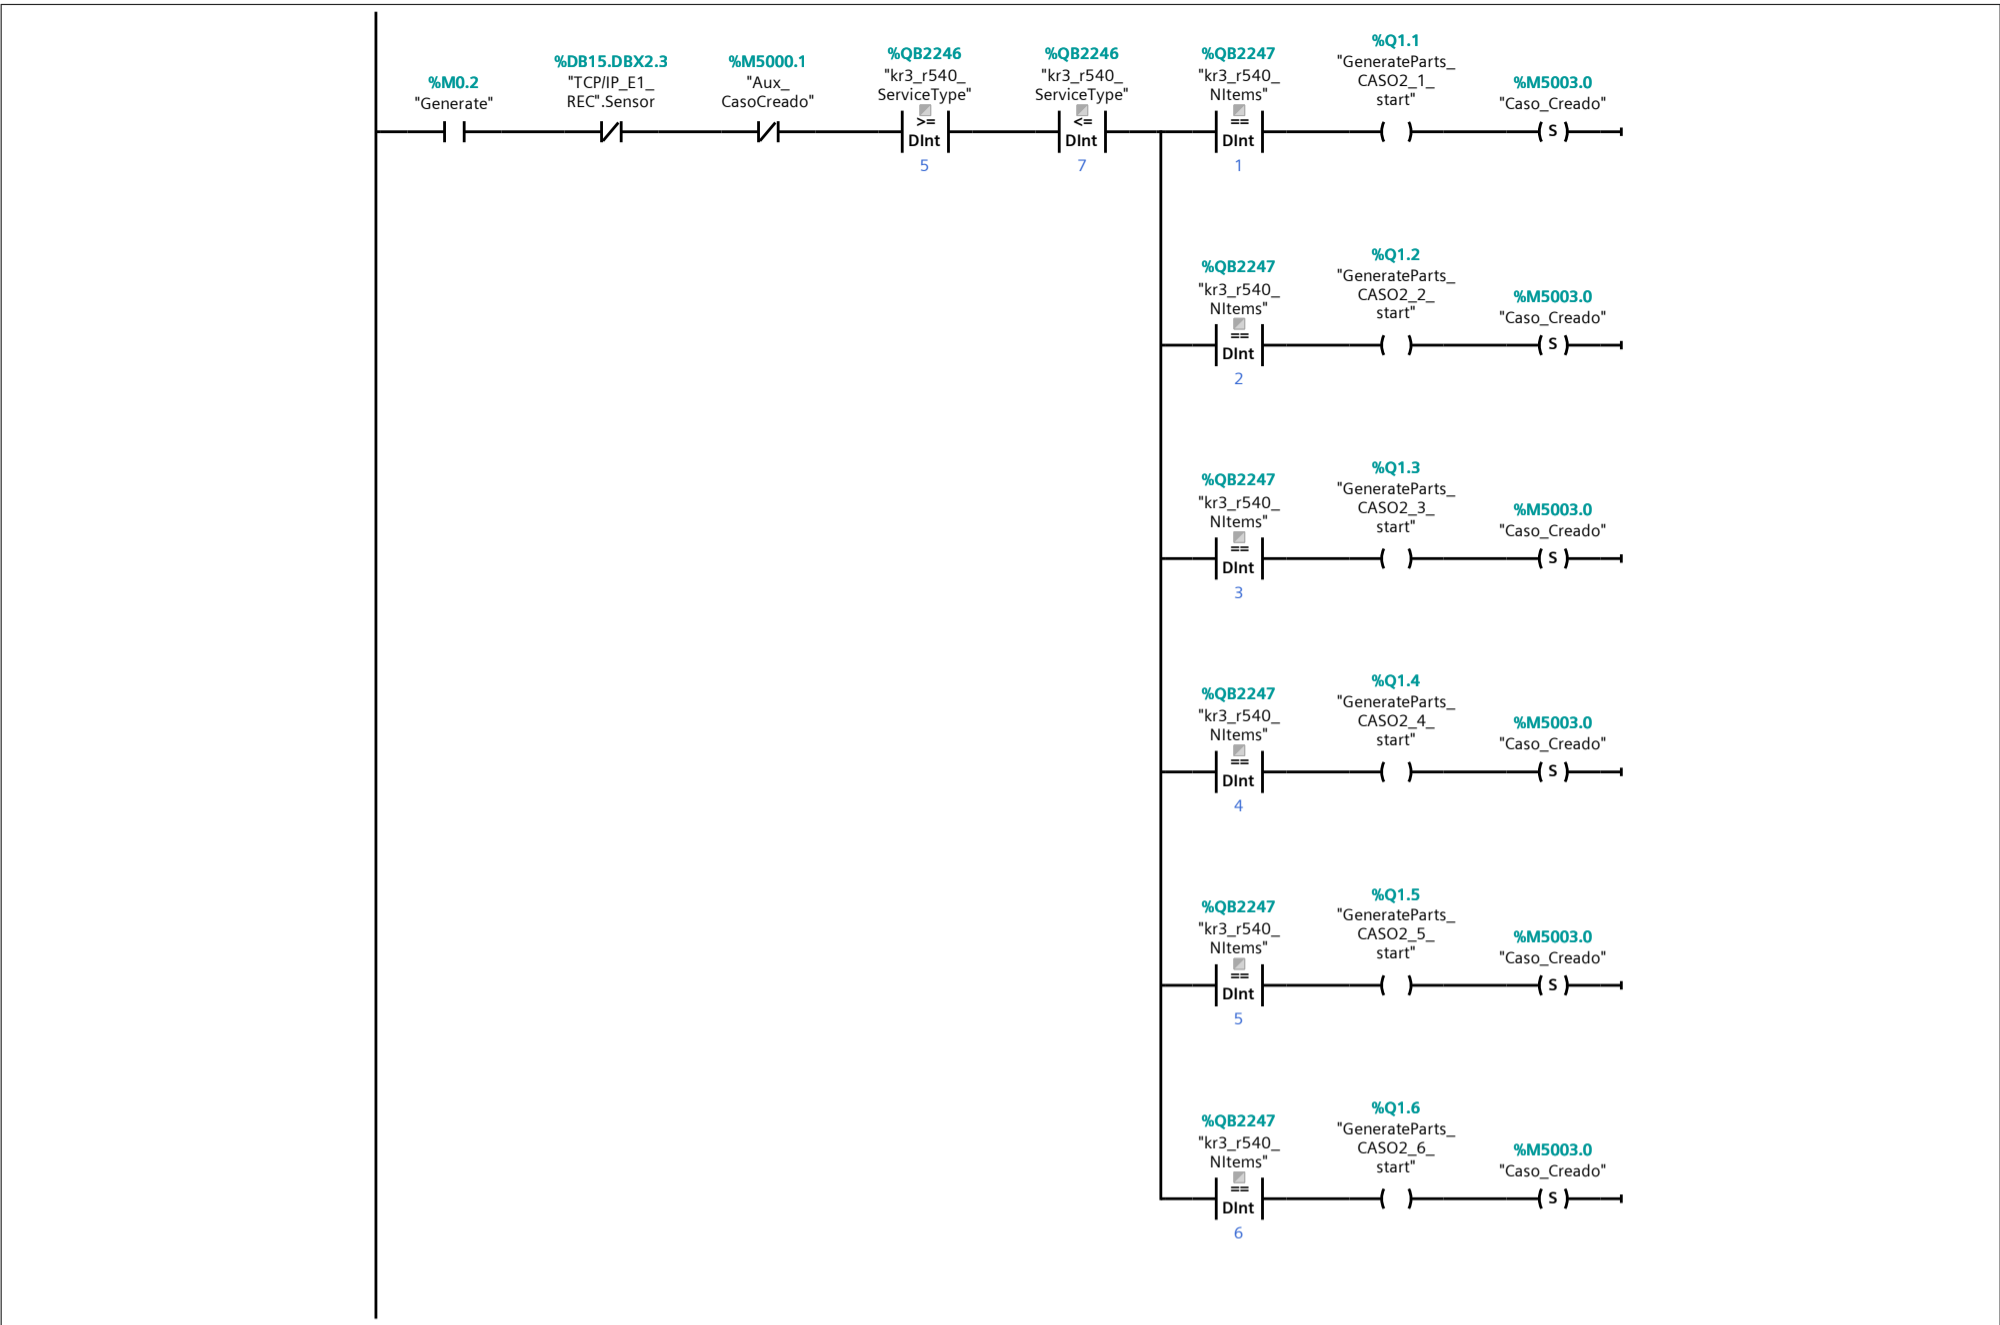 %M0.2
"Generate"
%DB15.DBX2.3
"TCP/IP_E1_
REC".Sensor
%M5000.1
"Aux_
CasoCreado"
%QB2246
"kr3_r540_
ServiceType"
>=
DInt
5
%QB2246
"kr3_r540_
ServiceType"
<=
DInt
7
%QB2247
"kr3_r540_
NItems"
==
DInt
1
%Q1.1
"GenerateParts_
CASO2_1_
start"
%M5003.0
"Caso_Creado"
S
%QB2247
"kr3_r540_
NItems"
==
DInt
2
%Q1.2
"GenerateParts_
CASO2_2_
start"
%M5003.0
"Caso_Creado"
S
%QB2247
"kr3_r540_
NItems"
==
DInt
3
%Q1.3
"GenerateParts_
CASO2_3_
start"
%M5003.0
"Caso_Creado"
S
%QB2247
"kr3_r540_
NItems"
==
DInt
4
%Q1.4
"GenerateParts_
CASO2_4_
start"
%M5003.0
"Caso_Creado"
S
%QB2247
"kr3_r540_
NItems"
==
DInt
5
%Q1.5
"GenerateParts_
CASO2_5_
start"
%M5003.0
"Caso_Creado"
S
%QB2247
"kr3_r540_
NItems"
==
DInt
6
%Q1.6
"GenerateParts_
CASO2_6_
start"
%M5003.0
"Caso_Creado"
S